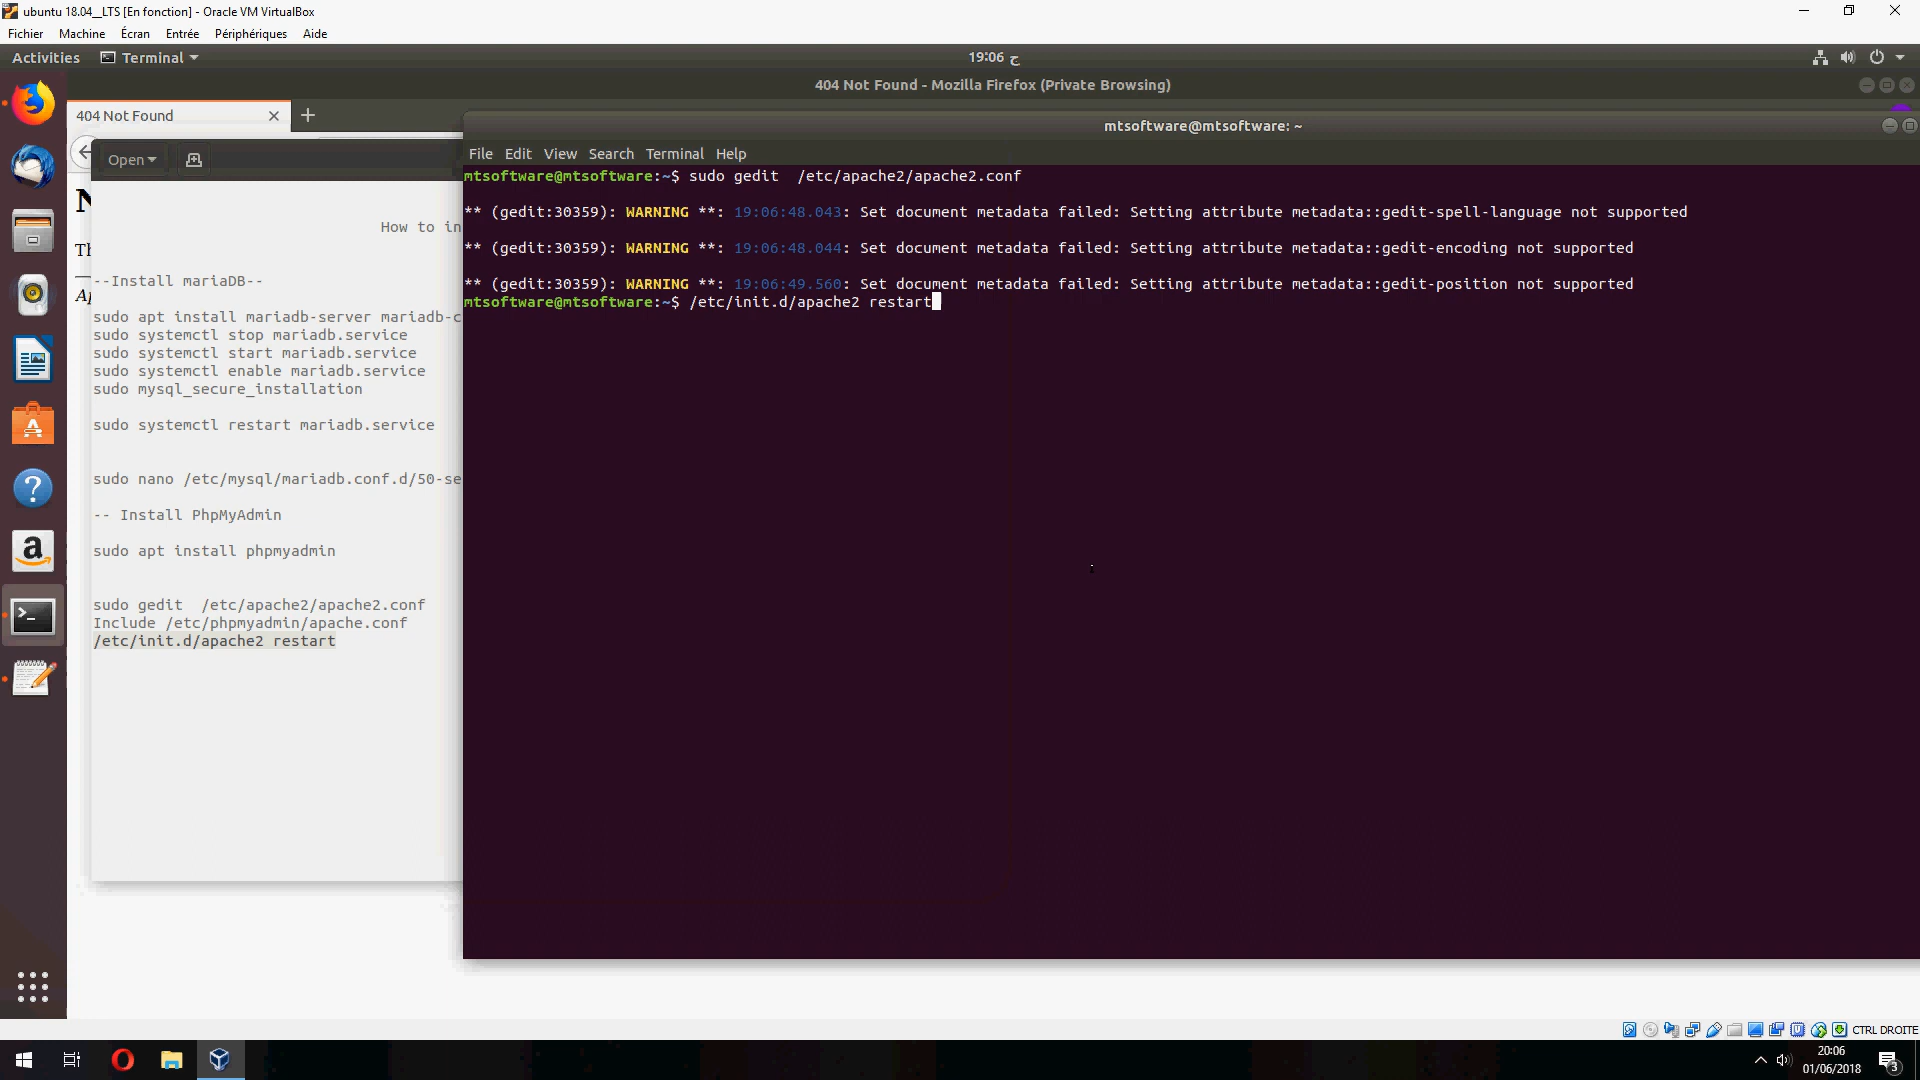 ubuntu 18.04__LTS [En fonction] - Oracle VM VirtualBox
Fichier Machine Écran Entrée Périphériques Aide
Activities Terminal 19:06 ح
404 Not Found - Mozilla Firefox (Private Browsing)
404 Not Found
mtsoftware@mtsoftware: ~
Open
File Edit View Search Terminal Help
mtsoftware@mtsoftware:~$ sudo gedit  /etc/apache2/apache2.conf
** (gedit:30359): WARNING **: 19:06:48.043: Set document metadata failed: Setting attribute metadata::gedit-spell-language not supported
** (gedit:30359): WARNING **: 19:06:48.044: Set document metadata failed: Setting attribute metadata::gedit-encoding not supported
** (gedit:30359): WARNING **: 19:06:49.560: Set document metadata failed: Setting attribute metadata::gedit-position not supported
mtsoftware@mtsoftware:~$ /etc/init.d/apache2 restart
N
Th
Ap
How to in
--Install mariaDB--
sudo apt install mariadb-server mariadb-c
sudo systemctl stop mariadb.service
sudo systemctl start mariadb.service
sudo systemctl enable mariadb.service
sudo mysql_secure_installation
sudo systemctl restart mariadb.service
sudo nano /etc/mysql/mariadb.conf.d/50-se
-- Install PhpMyAdmin
sudo apt install phpmyadmin
sudo gedit  /etc/apache2/apache2.conf
Include /etc/phpmyadmin/apache.conf
/etc/init.d/apache2 restart
CTRL DROITE
20:06
01/06/2018
3